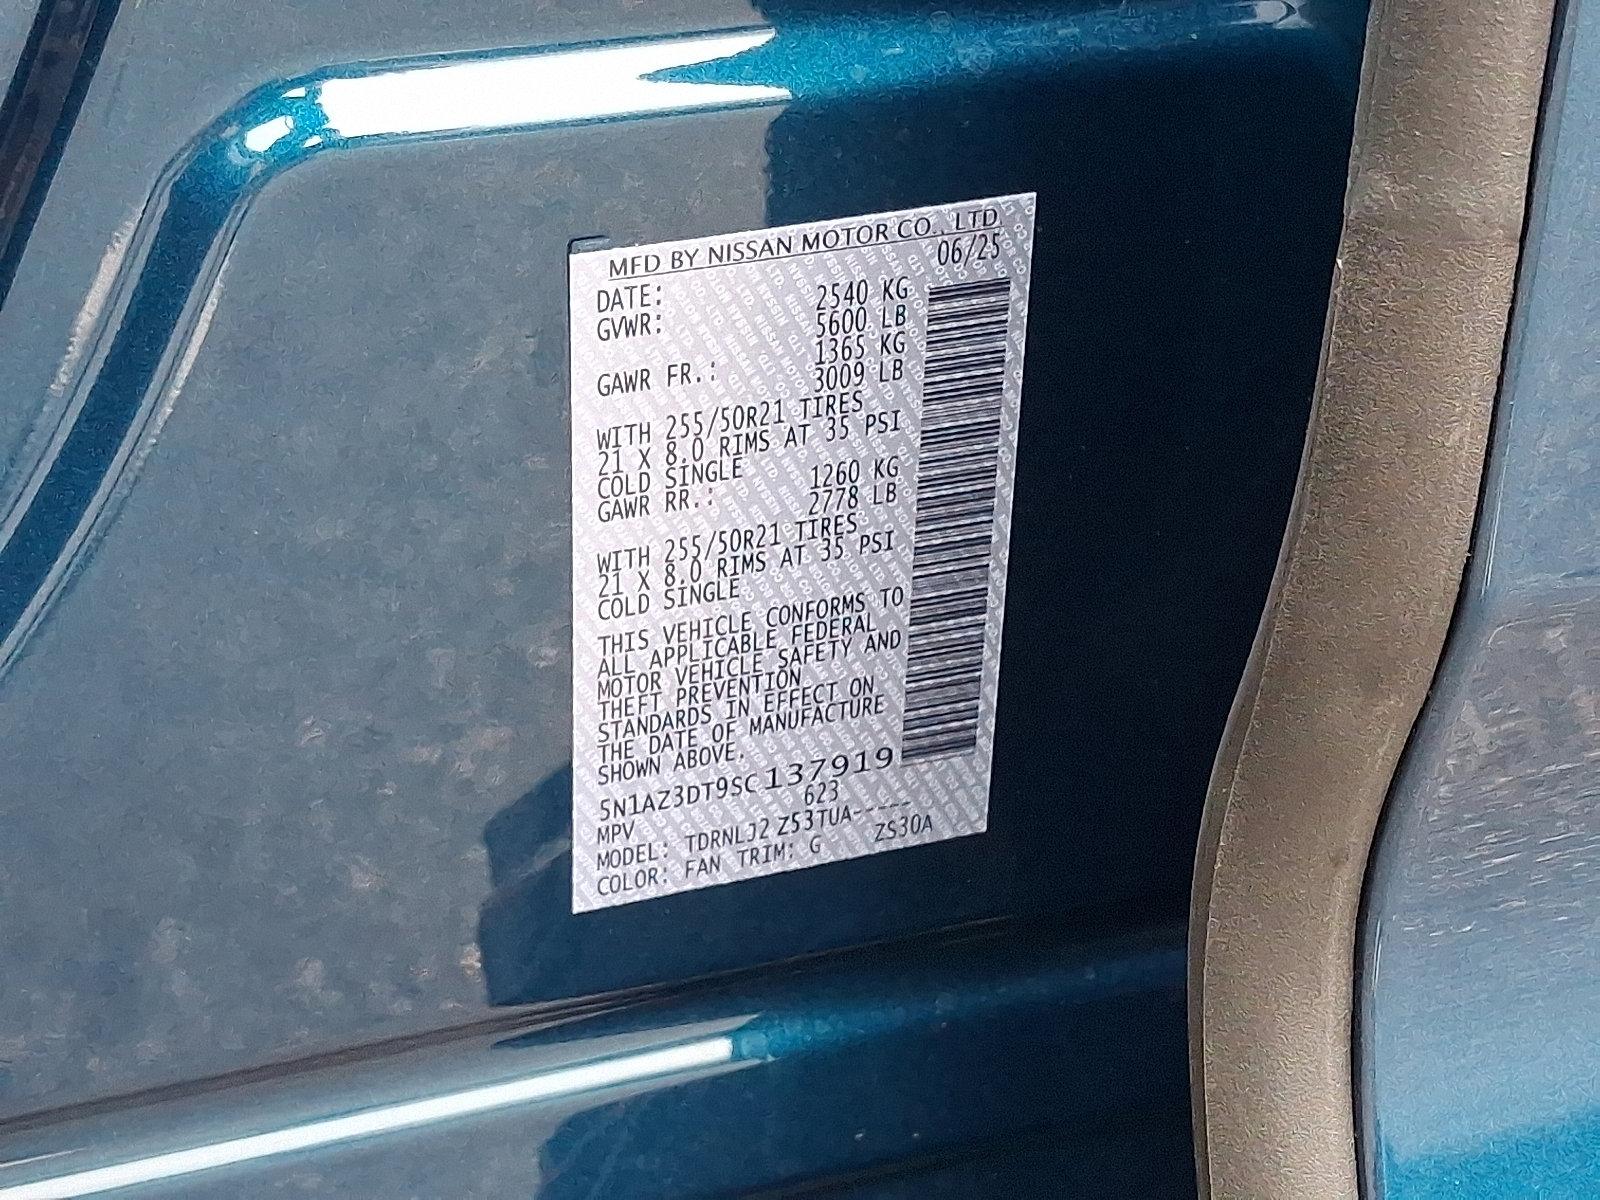 MFD BY NISSAN MOTOR CO., LTD.
DATE: 06/25
GVWR: 2540 KG
5600 LB
GAWR FR.: 1365 KG
3009 LB
WITH 255/50R21 TIRES
21 X 8.0 RIMS AT 35 PSI
COLD SINGLE
GAWR RR.: 1260 KG
2778 LB
WITH 255/50R21 TIRES
21 X 8.0 RIMS AT 35 PSI
COLD SINGLE
THIS VEHICLE CONFORMS TO
ALL APPLICABLE FEDERAL
MOTOR VEHICLE SAFETY AND
THEFT PREVENTION
STANDARDS IN EFFECT ON
THE DATE OF MANUFACTURE
SHOWN ABOVE.
5N1AZ3DT9SC137919
MPV 623
MODEL: TDRNLJ2 Z53TUA-----
COLOR: FAN TRIM: G ZS30A